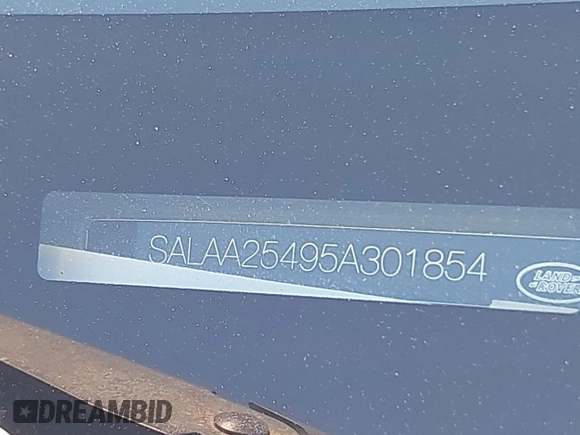 SALAA25495A301854
LAND-
-ROVER
DREAMBID